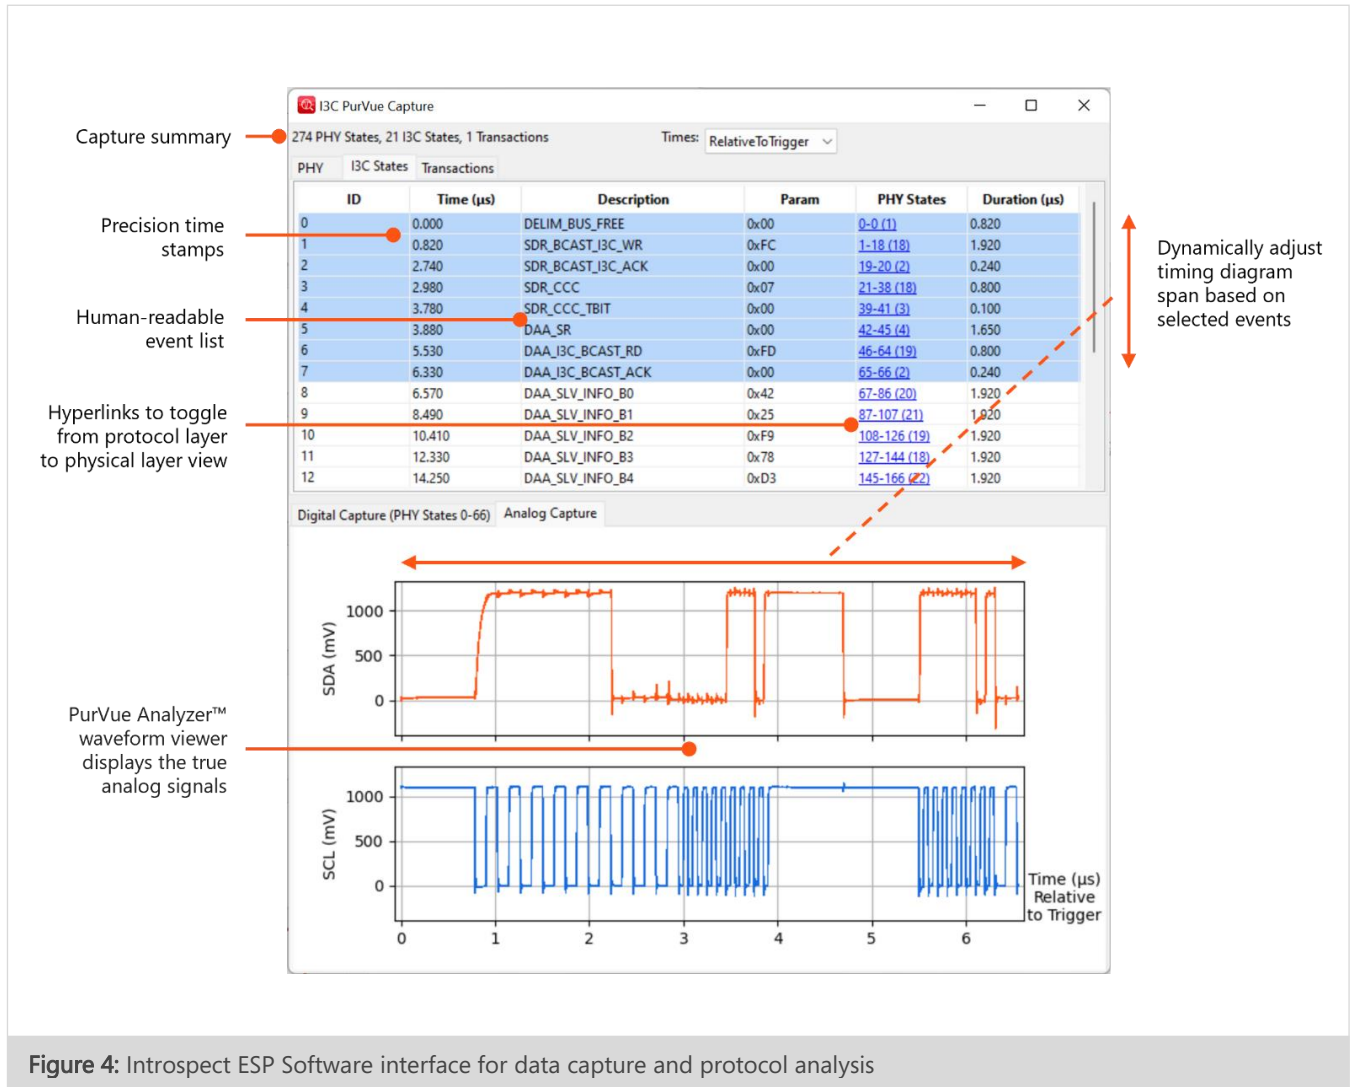 I3C PurVue Capture
Capture summary
274 PHY States, 21 I3C States, 1 Transactions
Times: RelativeToTrigger
PHY I3C States Transactions
ID Time (µs) Description Param PHY States Duration (µs)
0 0.000 DELIM_BUS_FREE 0x00 0-0 (1) 0.820
1 0.820 SDR_BCAST_I3C_WR 0xFC 1-18 (18) 1.920
2 2.740 SDR_BCAST_I3C_ACK 0x00 19-20 (2) 0.240
3 2.980 SDR_CCC 0x07 21-38 (18) 0.800
4 3.780 SDR_CCC_TBIT 0x00 39-41 (3) 0.100
5 3.880 DAA_SR 0x00 42-45 (4) 1.650
6 5.530 DAA_I3C_BCAST_RD 0xFD 46-64 (19) 0.800
7 6.330 DAA_I3C_BCAST_ACK 0x00 65-66 (2) 0.240
8 6.570 DAA_SLV_INFO_B0 0x42 67-86 (20) 1.920
9 8.490 DAA_SLV_INFO_B1 0x25 87-107 (21) 1.920
10 10.410 DAA_SLV_INFO_B2 0xF9 108-126 (19) 1.920
11 12.330 DAA_SLV_INFO_B3 0x78 127-144 (18) 1.920
12 14.250 DAA_SLV_INFO_B4 0xD3 145-166 (22) 1.920
Precision time
stamps
Human-readable
event list
Hyperlinks to toggle
from protocol layer
to physical layer view
Dynamically adjust
timing diagram
span based on
selected events
Digital Capture (PHY States 0-66) Analog Capture
SDA (mV)
1000
500
0
PurVue Analyzer™
waveform viewer
displays the true
analog signals
SCL (mV)
1000
500
0
0 1 2 3 4 5 6
Time (µs)
Relative
to Trigger
Figure 4: Introspect ESP Software interface for data capture and protocol analysis